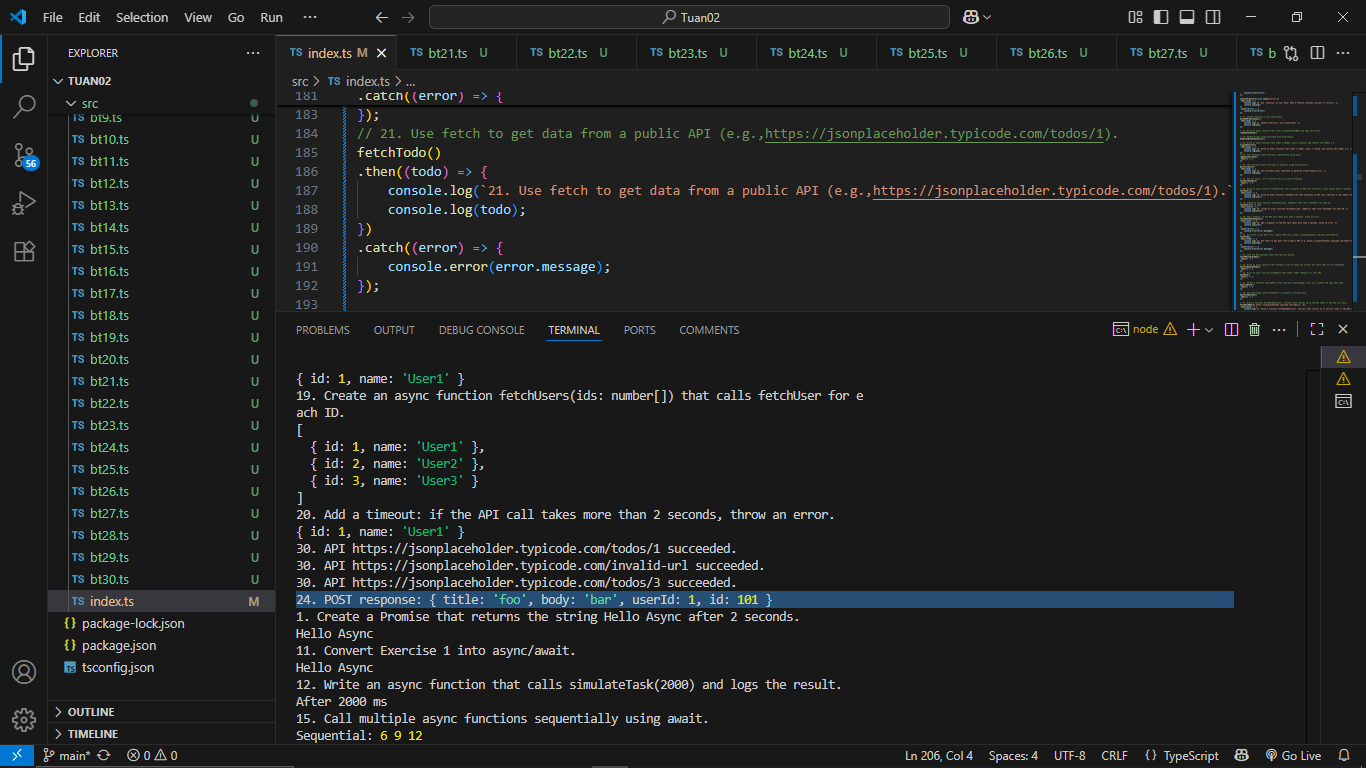 File Edit Selection View Go Run ··· Tuan02
EXPLORER ···
TUAN02
src
bt9.ts U
bt10.ts U
bt11.ts U
bt12.ts U
bt13.ts U
bt14.ts U
bt15.ts U
bt16.ts U
bt17.ts U
bt18.ts U
bt19.ts U
bt20.ts U
bt21.ts U
bt22.ts U
bt23.ts U
bt24.ts U
bt25.ts U
bt26.ts U
bt27.ts U
bt28.ts U
bt29.ts U
bt30.ts U
index.ts M
package-lock.json
package.json
tsconfig.json
OUTLINE
TIMELINE
56
index.ts M bt21.ts U bt22.ts U bt23.ts U bt24.ts U bt25.ts U bt26.ts U bt27.ts U b
src > TS index.ts > ...
181 .catch((error) => {
183 });
184 // 21. Use fetch to get data from a public API (e.g.,https://jsonplaceholder.typicode.com/todos/1).
185 fetchTodo()
186 .then((todo) => {
187 console.log(`21. Use fetch to get data from a public API (e.g.,https://jsonplaceholder.typicode.com/todos/1).`
188 console.log(todo);
189 })
190 .catch((error) => {
191 console.error(error.message);
192 });
193
PROBLEMS OUTPUT DEBUG CONSOLE TERMINAL PORTS COMMENTS node
{ id: 1, name: 'User1' }
19. Create an async function fetchUsers(ids: number[]) that calls fetchUser for e
ach ID.
[
{ id: 1, name: 'User1' },
{ id: 2, name: 'User2' },
{ id: 3, name: 'User3' }
]
20. Add a timeout: if the API call takes more than 2 seconds, throw an error.
{ id: 1, name: 'User1' }
30. API https://jsonplaceholder.typicode.com/todos/1 succeeded.
30. API https://jsonplaceholder.typicode.com/invalid-url succeeded.
30. API https://jsonplaceholder.typicode.com/todos/3 succeeded.
24. POST response: { title: 'foo', body: 'bar', userId: 1, id: 101 }
1. Create a Promise that returns the string Hello Async after 2 seconds.
Hello Async
11. Convert Exercise 1 into async/await.
Hello Async
12. Write an async function that calls simulateTask(2000) and logs the result.
After 2000 ms
15. Call multiple async functions sequentially using await.
Sequential: 6 9 12
main* 0 0 Ln 206, Col 4 Spaces: 4 UTF-8 CRLF {} TypeScript Go Live